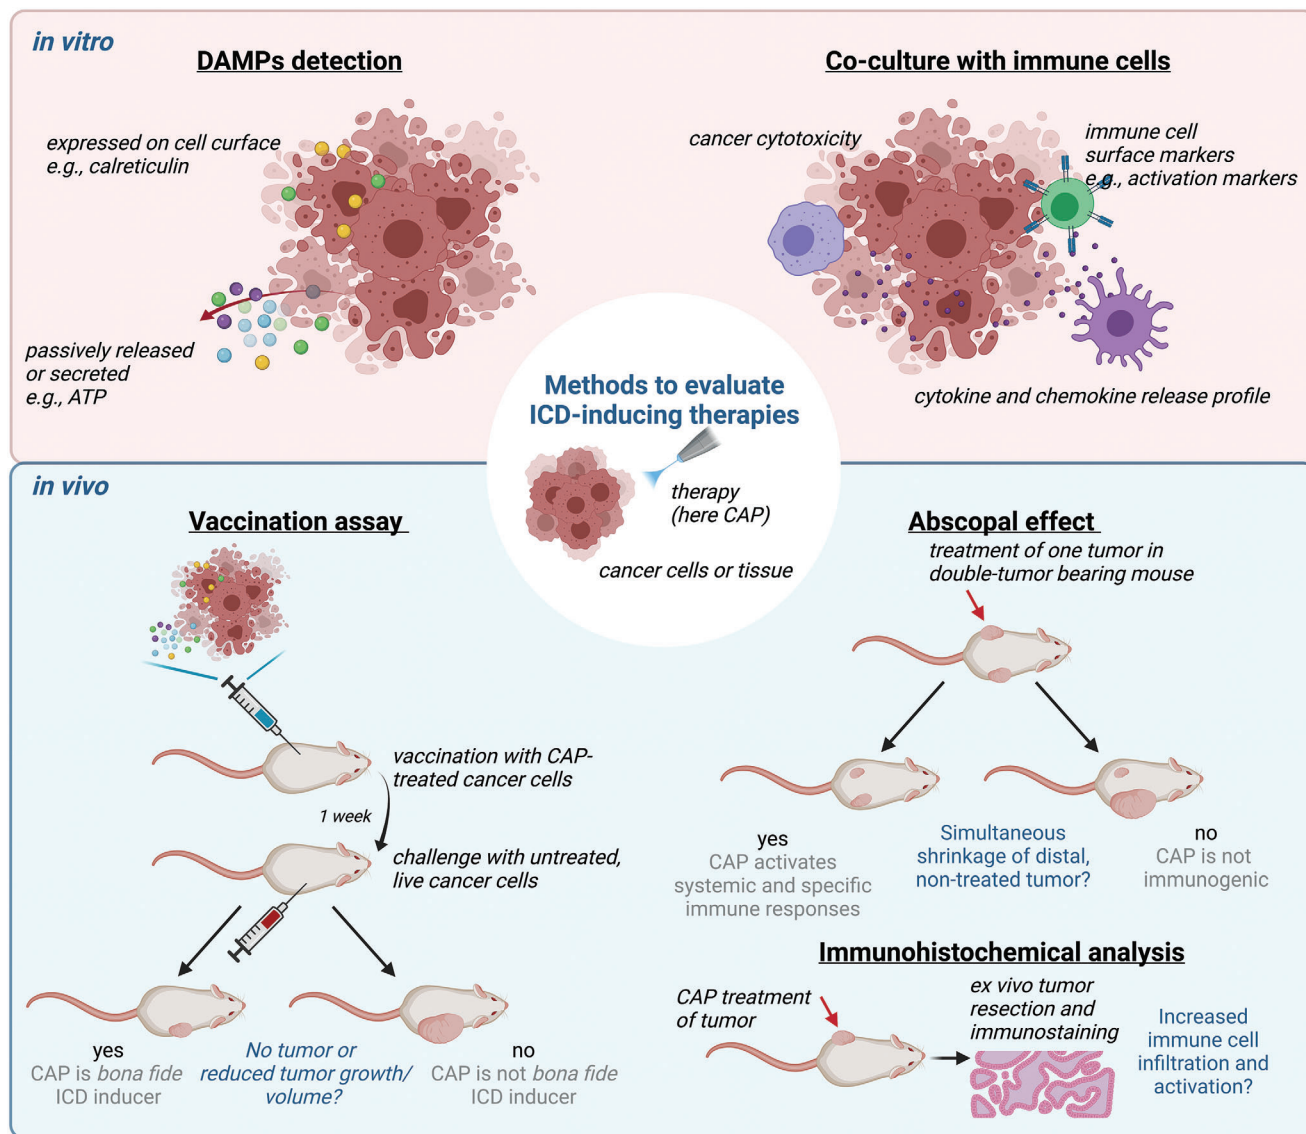 in vitro
DAMPs detection
expressed on cell curface
e.g., calreticulin
passively released
or secreted
e.g., ATP
Co-culture with immune cells
cancer cytotoxicity
immune cell
surface markers
e.g., activation markers
cytokine and chemokine release profile
Methods to evaluate
ICD-inducing therapies
therapy
(here CAP)
cancer cells or tissue
in vivo
Vaccination assay
vaccination with CAP-
treated cancer cells
1 week
challenge with untreated,
live cancer cells
yes
CAP is bona fide
ICD inducer
No tumor or
reduced tumor growth/
volume?
no
CAP is not bona fide
ICD inducer
Abscopal effect
treatment of one tumor in
double-tumor bearing mouse
yes
CAP activates
systemic and specific
immune responses
Simultaneous
shrinkage of distal,
non-treated tumor?
no
CAP is not
immunogenic
Immunohistochemical analysis
CAP treatment
of tumor
ex vivo tumor
resection and
immunostaining
Increased
immune cell
infiltration and
activation?